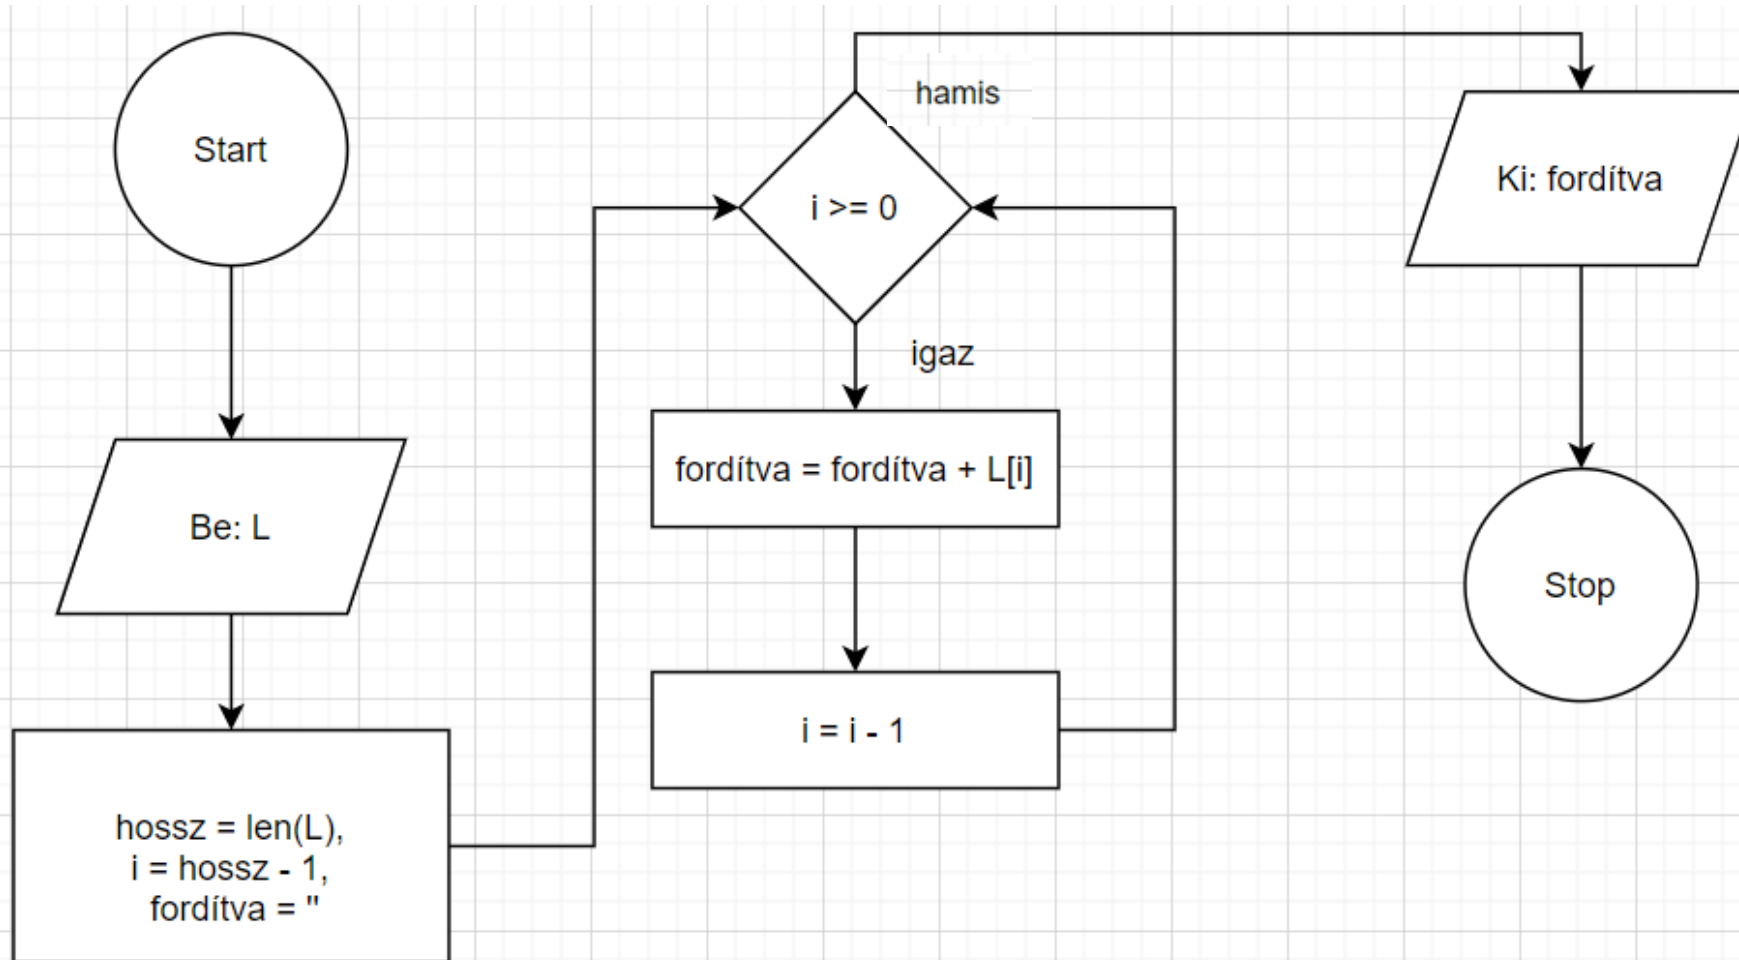 Start
Be: L
hossz = len(L),
i = hossz - 1,
fordítva = ''
i >= 0
hamis
igaz
fordítva = fordítva + L[i]
i = i - 1
Ki: fordítva
Stop